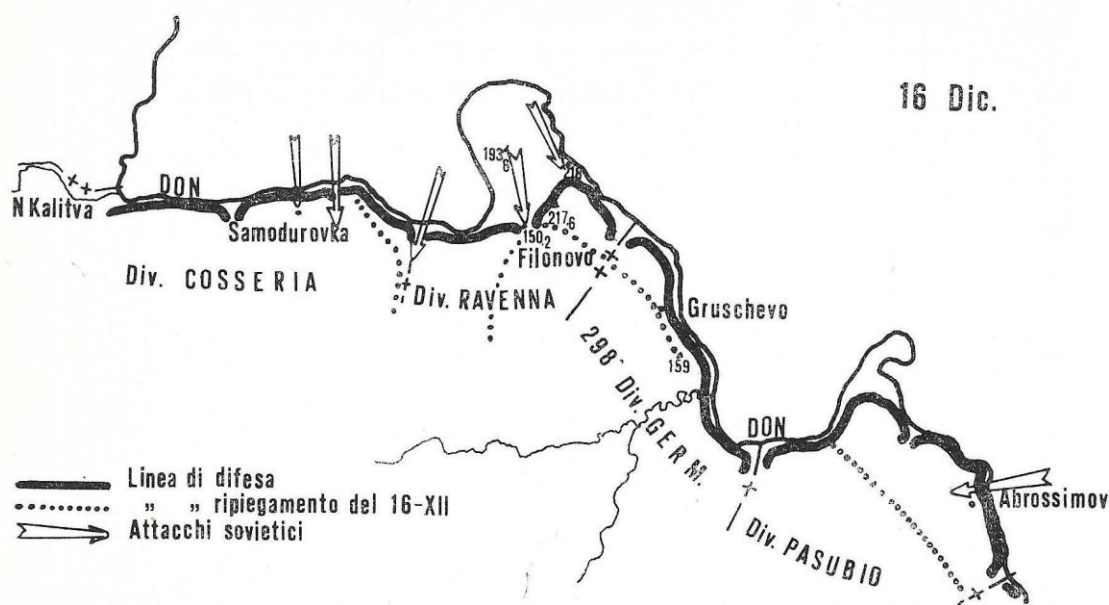 16 Dic.
N Kalitva
DON
Samodurovka
193,6
150,2
217,6
Filonovo
Div. COSSERIA
Div. RAVENNA
Gruschevo
298ª Div. GERM.
159
DON
Abrossimov
Div. PASUBIO
Linea di difesa
" " ripiegamento del 16-XII
Attacchi sovietici